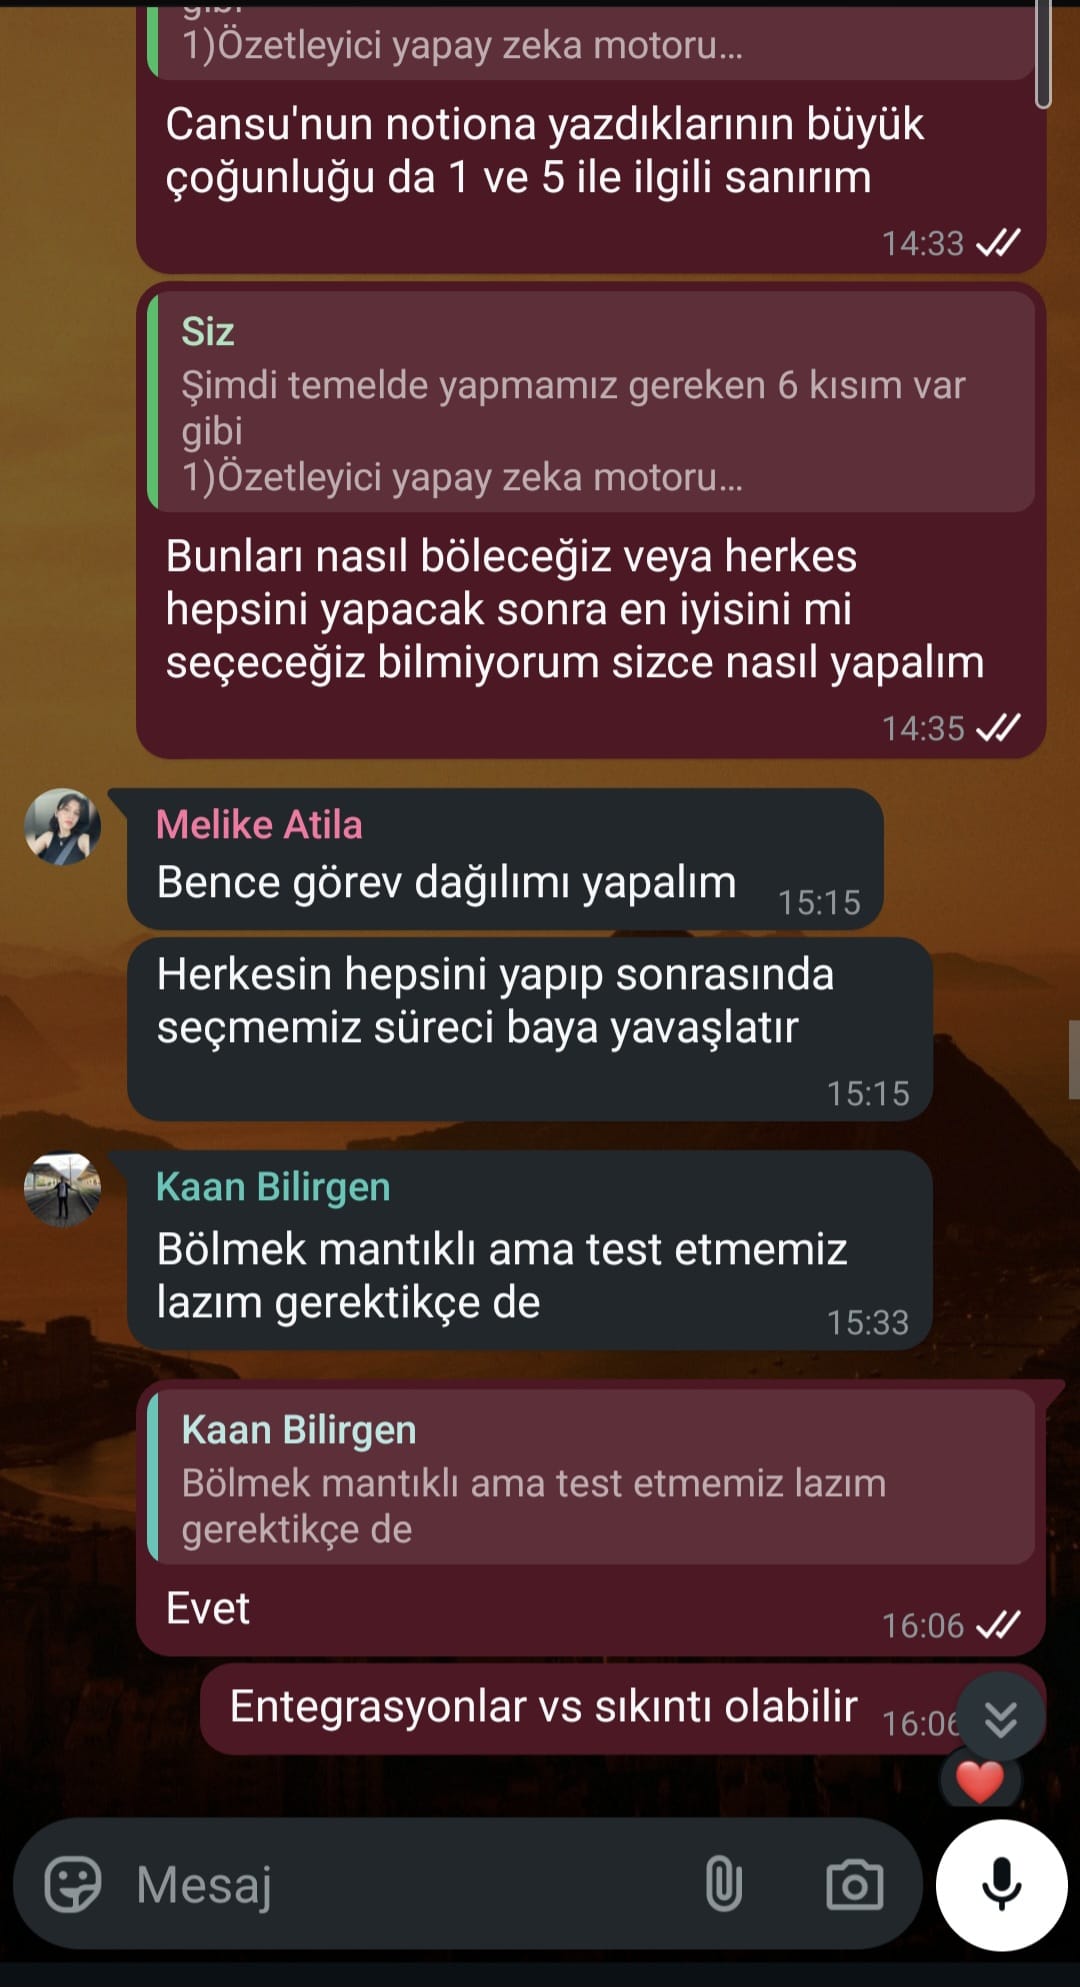 1)Özetleyici yapay zeka motoru...
Cansu'nun notiona yazdıklarının büyük
çoğunluğu da 1 ve 5 ile ilgili sanırım
14:33
Siz
Şimdi temelde yapmamız gereken 6 kısım var
gibi
1)Özetleyici yapay zeka motoru...
Bunları nasıl böleceğiz veya herkes
hepsini yapacak sonra en iyisini mi
seçeceğiz bilmiyorum sizce nasıl yapalım
14:35
Melike Atila
Bence görev dağılımı yapalım 15:15
Herkesin hepsini yapıp sonrasında
seçmemiz süreci baya yavaşlatır
15:15
Kaan Bilirgen
Bölmek mantıklı ama test etmemiz
lazım gerektikçe de 15:33
Kaan Bilirgen
Bölmek mantıklı ama test etmemiz lazım
gerektikçe de
Evet 16:06
Entegrasyonlar vs sıkıntı olabilir 16:06
Mesaj